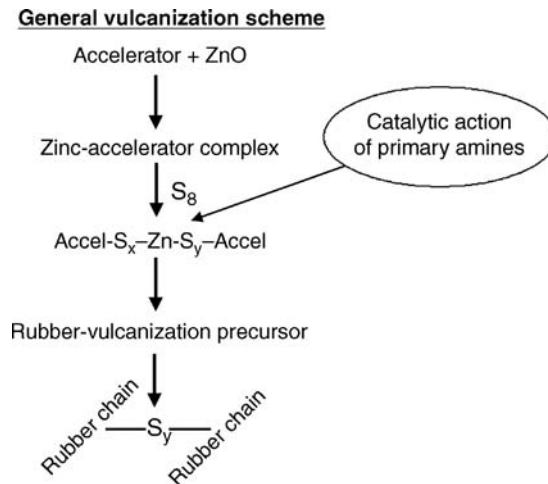 General vulcanization scheme
Accelerator + ZnO
Catalytic action
of primary amines
Zinc-accelerator complex
S8
Accel-Sx–Zn-Sy–Accel
Rubber-vulcanization precursor
Rubber chain
Sy
Rubber chain